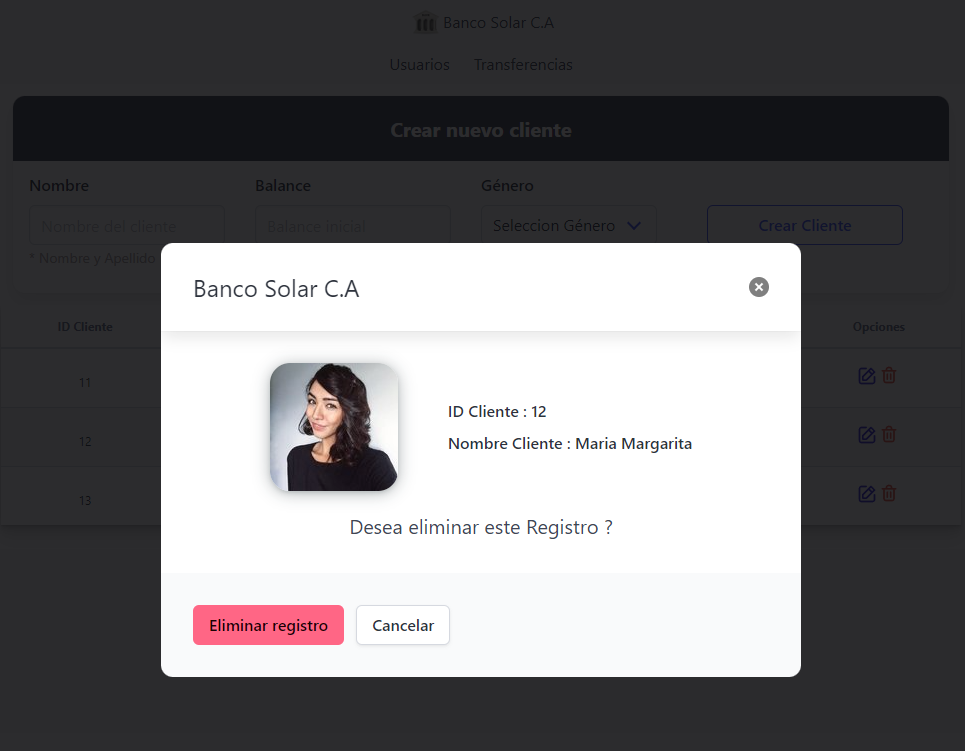 Banco Solar C.A
Usuarios Transferencias
Crear nuevo cliente
Nombre Balance Género
Nombre del cliente Balance Inicial Seleccion Género Crear Cliente
* Nombre y Apellido
Banco Solar C.A
ID Cliente Opciones
11
12
13
ID Cliente : 12
Nombre Cliente : Maria Margarita
Desea eliminar este Registro ?
Eliminar registro Cancelar